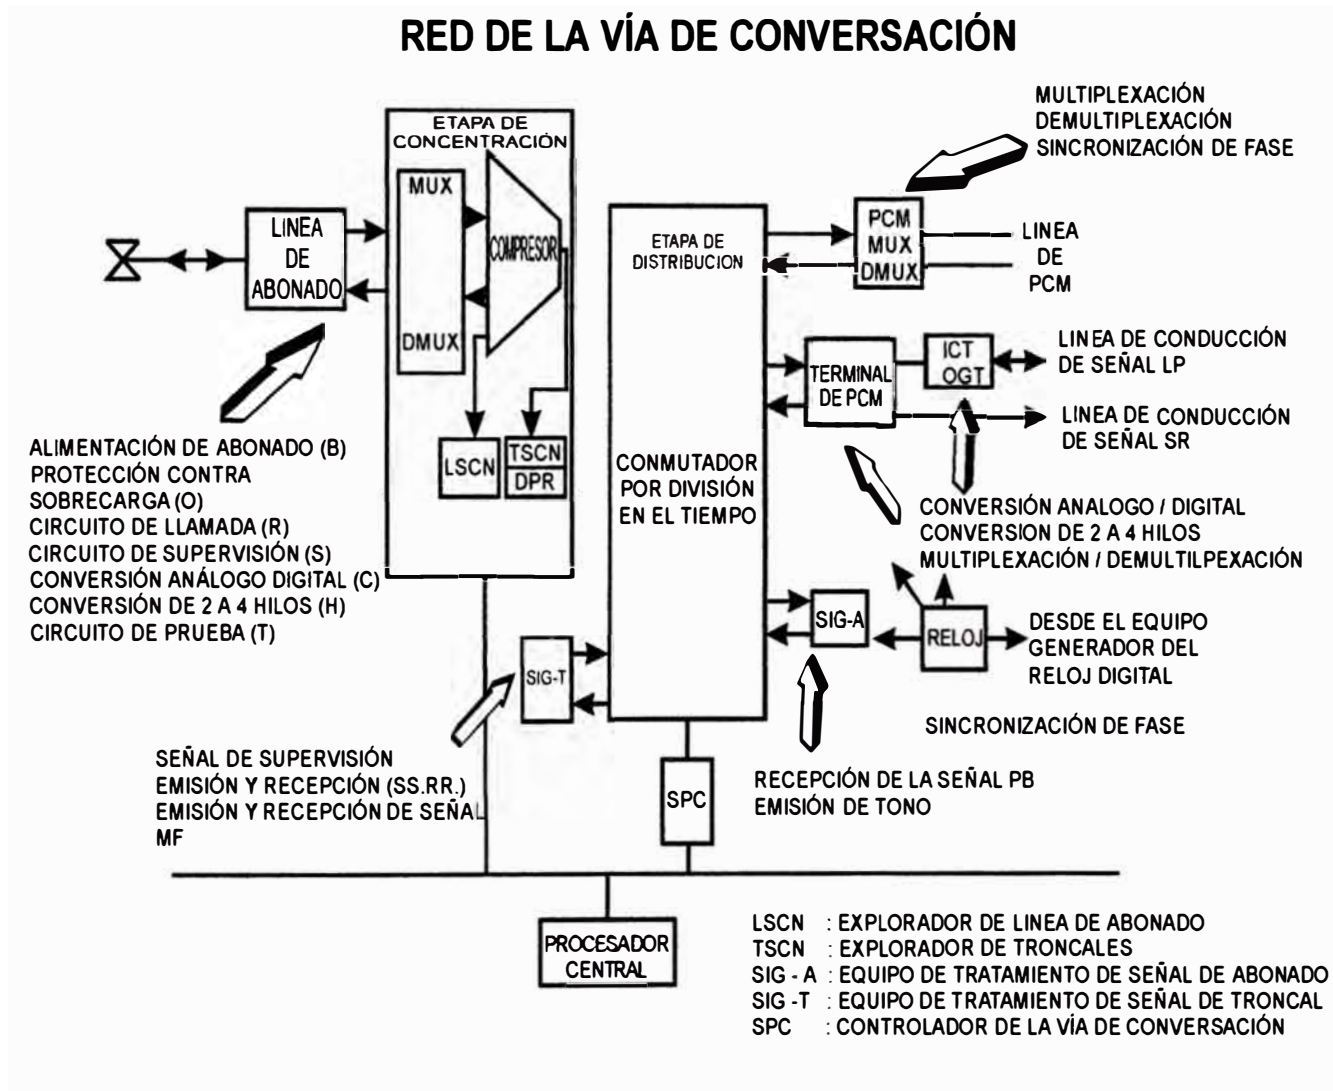 RED DE LA VÍA DE CONVERSACIÓN
MULTIPLEXACIÓN
DEMULTIPLEXACIÓN
SINCRONIZACIÓN DE FASE
ETAPA DE
CONCENTRACIÓN
MUX
COMPRESOR
DMUX
LSCN
TSCN
DPR
LINEA
DE
ABONADO
ETAPA DE
DISTRIBUCION
PCM
MUX
DMUX
LINEA
DE
PCM
TERMINAL
DE PCM
ICT
OGT
LINEA DE CONDUCCIÓN
DE SEÑAL LP
LINEA DE CONDUCCIÓN
DE SEÑAL SR
ALIMENTACIÓN DE ABONADO (B)
PROTECCIÓN CONTRA
SOBRECARGA (O)
CIRCUITO DE LLAMADA (R)
CIRCUITO DE SUPERVISIÓN (S)
CONVERSIÓN ANÁLOGO DIGITAL (C)
CONVERSIÓN DE 2 A 4 HILOS (H)
CIRCUITO DE PRUEBA (T)
CONMUTADOR
POR DIVISIÓN
EN EL TIEMPO
CONVERSIÓN ANALOGO / DIGITAL
CONVERSION DE 2 A 4 HILOS
MULTIPLEXACIÓN / DEMULTILPEXACIÓN
SIG-A
RELOJ
DESDE EL EQUIPO
GENERADOR DEL
RELOJ DIGITAL
SIG-T
SINCRONIZACIÓN DE FASE
SEÑAL DE SUPERVISIÓN
EMISIÓN Y RECEPCIÓN (SS.RR.)
EMISIÓN Y RECEPCIÓN DE SEÑAL
MF
SPC
RECEPCIÓN DE LA SEÑAL PB
EMISIÓN DE TONO
PROCESADOR
CENTRAL
LSCN : EXPLORADOR DE LINEA DE ABONADO
TSCN : EXPLORADOR DE TRONCALES
SIG - A : EQUIPO DE TRATAMIENTO DE SEÑAL DE ABONADO
SIG -T : EQUIPO DE TRATAMIENTO DE SEÑAL DE TRONCAL
SPC : CONTROLADOR DE LA VÍA DE CONVERSACIÓN